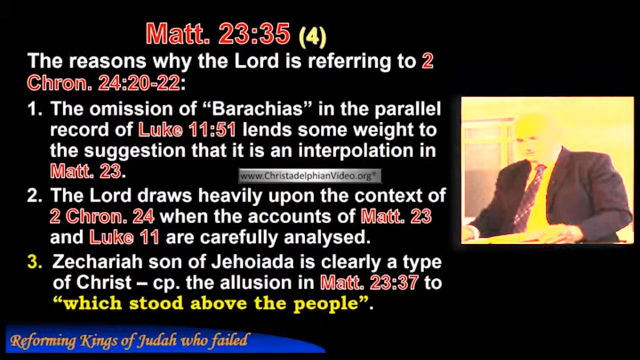 Matt. 23:35 (4)
The reasons why the Lord is referring to 2
Chron. 24:20-22:
1. The omission of “Barachias” in the parallel
record of Luke 11:51 lends some weight to
the suggestion that it is an interpolation in
Matt. 23.
www.ChristadelphianVideo.org®
2. The Lord draws heavily upon the context of
2 Chron. 24 when the accounts of Matt. 23
and Luke 11 are carefully analysed.
3. Zechariah son of Jehoiada is clearly a type
of Christ – cp. the allusion in Matt. 23:37 to
“which stood above the people”.
Reforming Kings of Judah who failed